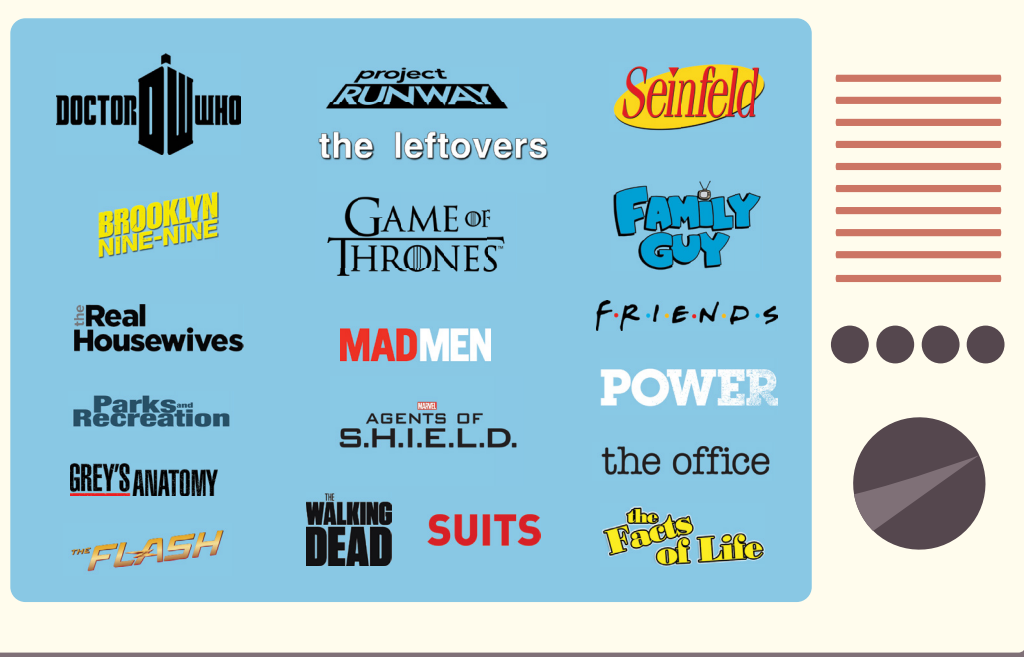 DOCTOR WHO
project
RUNWAY
the leftovers
Seinfeld
BROOKLYN
NINE-NINE
GAME OF
THRONES
FAMILY
GUY
the Real
Housewives
MADMEN
F·R·I·E·N·D·S
Parks and
Recreation
MARVEL
AGENTS OF
S.H.I.E.L.D.
POWER
GREY'S ANATOMY
the office
THE FLASH
THE
WALKING
DEAD
SUITS
the
Facts
of Life